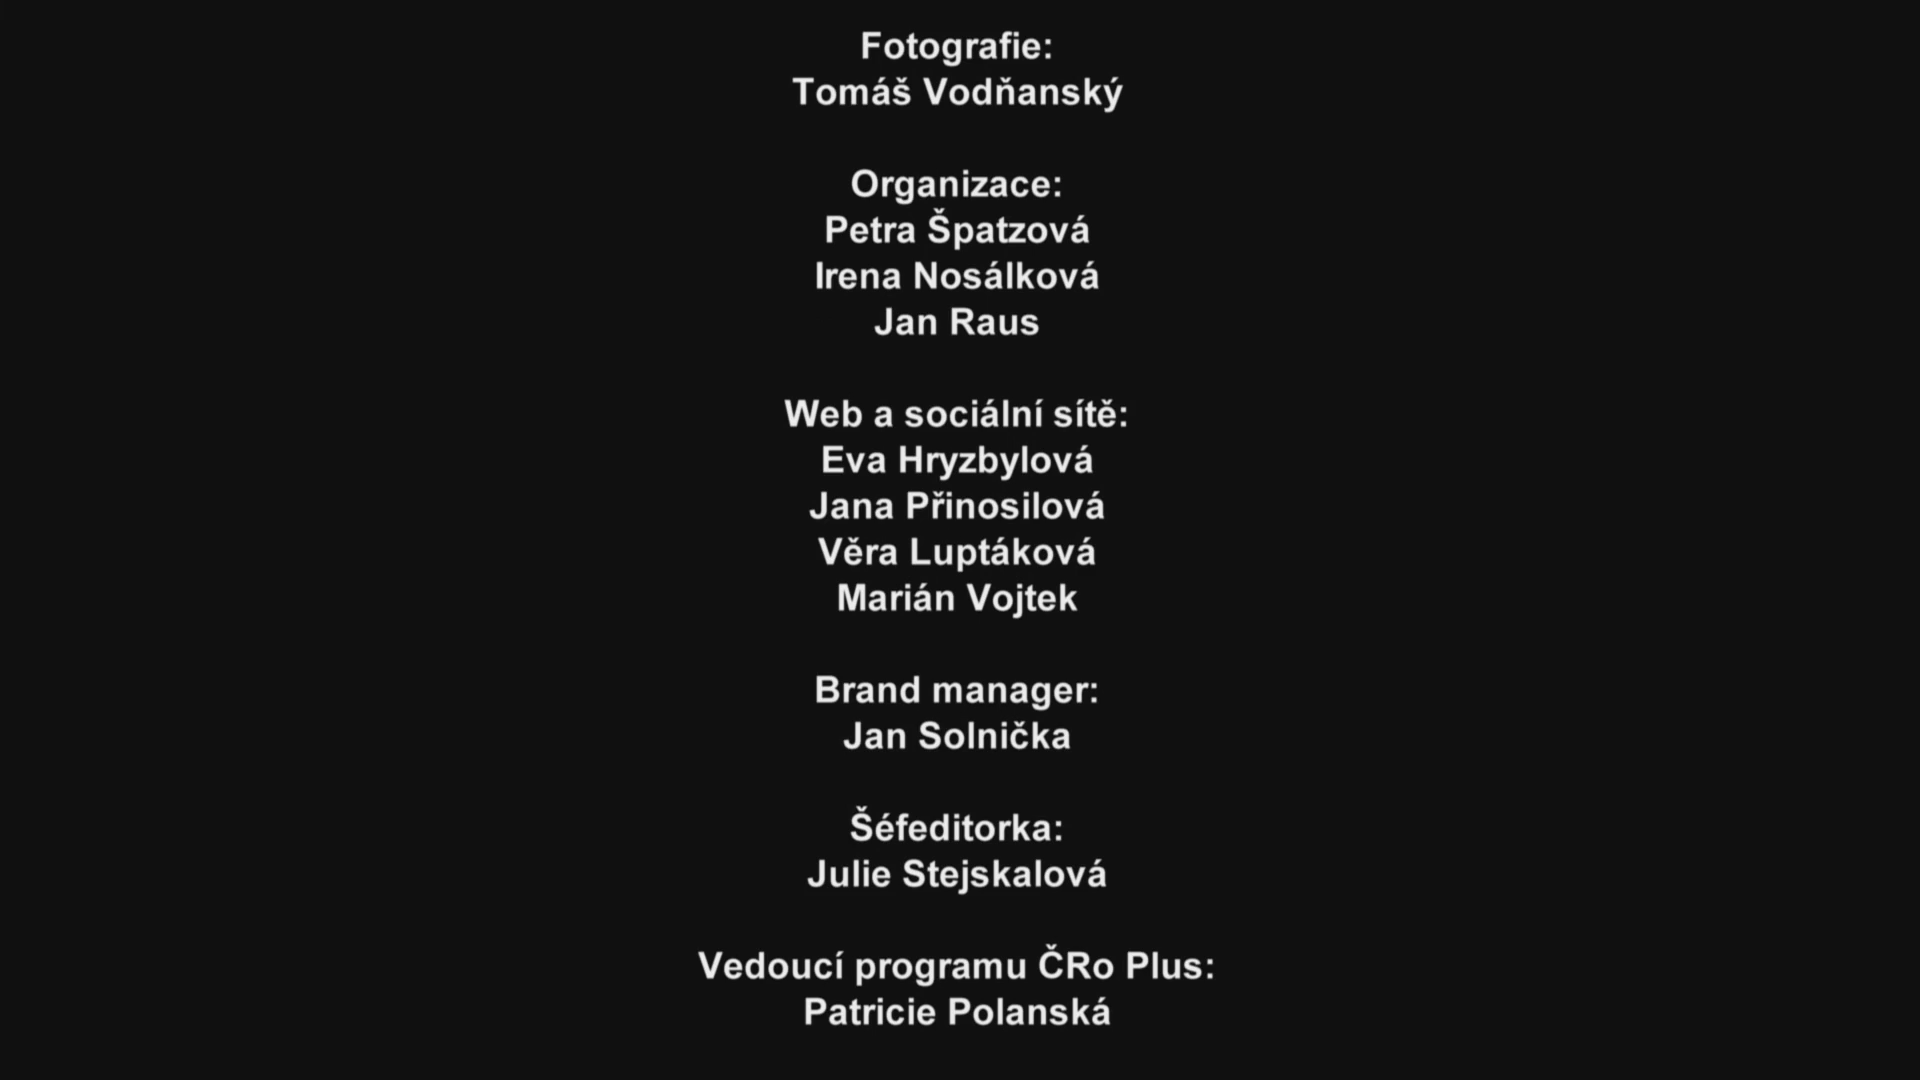 Fotografie:
Tomáš Vodňanský
Organizace:
Petra Špatzová
Irena Nosálková
Jan Raus
Web a sociální sítě:
Eva Hryzbylová
Jana Přinosilová
Věra Luptáková
Marián Vojtek
Brand manager:
Jan Solnička
Šéfeditorka:
Julie Stejskalová
Vedoucí programu ČRo Plus:
Patricie Polanská